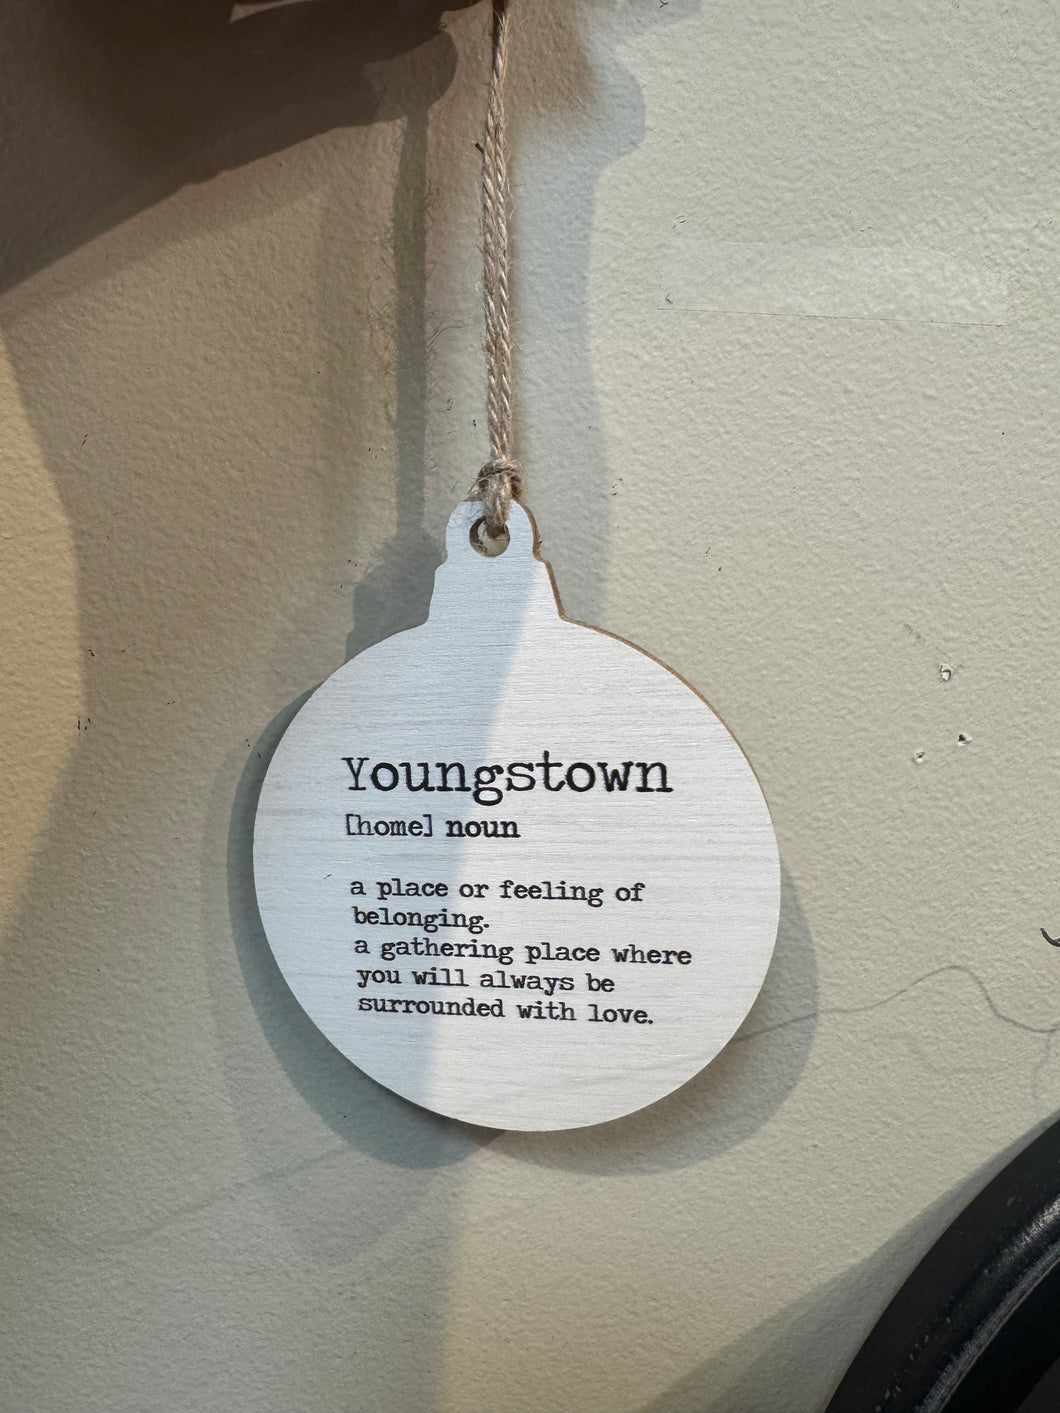 Youngstown
[home] noun
a place or feeling of
belonging.
a gathering place where
you will always be
surrounded with love.